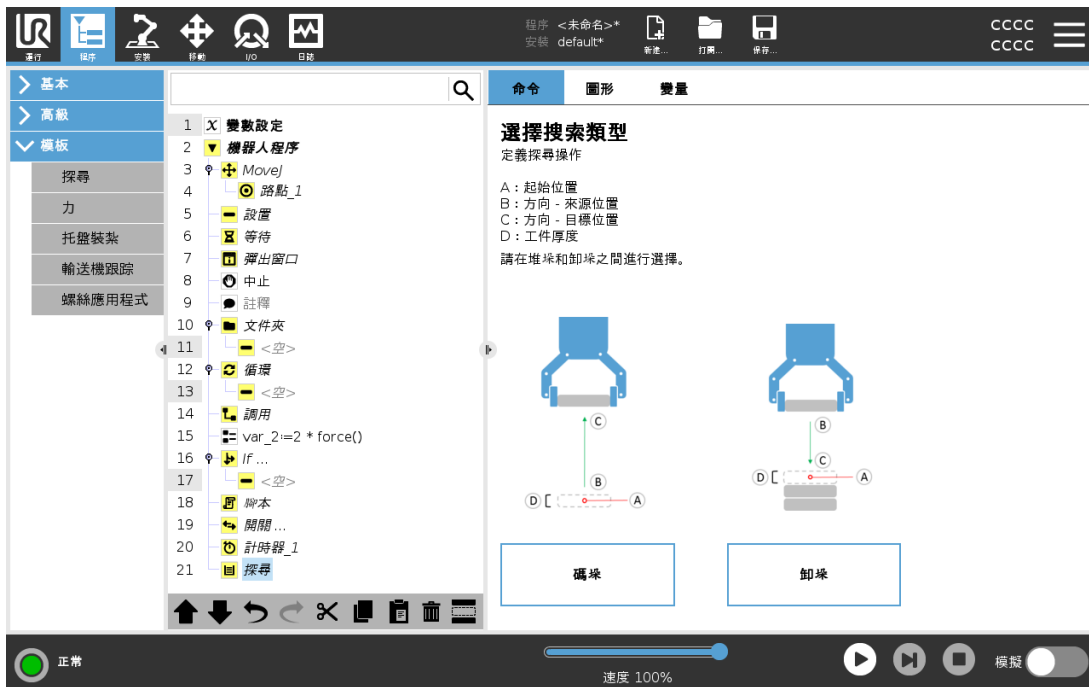 運行
程序
安裝
移動
I/O
日誌
程序 <未命名>*
安裝 default*
新建...
打開...
保存...
CCCC
CCCC
基本
高級
模板
探尋
力
托盤裝紮
輸送機跟踪
螺絲應用程式
1 X 變數設定
2 機器人程序
3 MoveJ
4 路點_1
5 設置
6 等待
7 彈出窗口
8 中止
9 註釋
10 文件夾
11 <空>
12 循環
13 <空>
14 調用
15 var_2:=2 * force()
16 If ...
17 <空>
18 腳本
19 開關 ...
20 計時器_1
21 探尋
命令 圖形 變量
選擇搜索類型
定義探尋操作
A：起始位置
B：方向 - 來源位置
C：方向 - 目標位置
D：工件厚度
請在堆垛和卸垛之間進行選擇。
C
B
D
A
B
C
D
A
碼垛
卸垛
正常
速度 100%
模擬